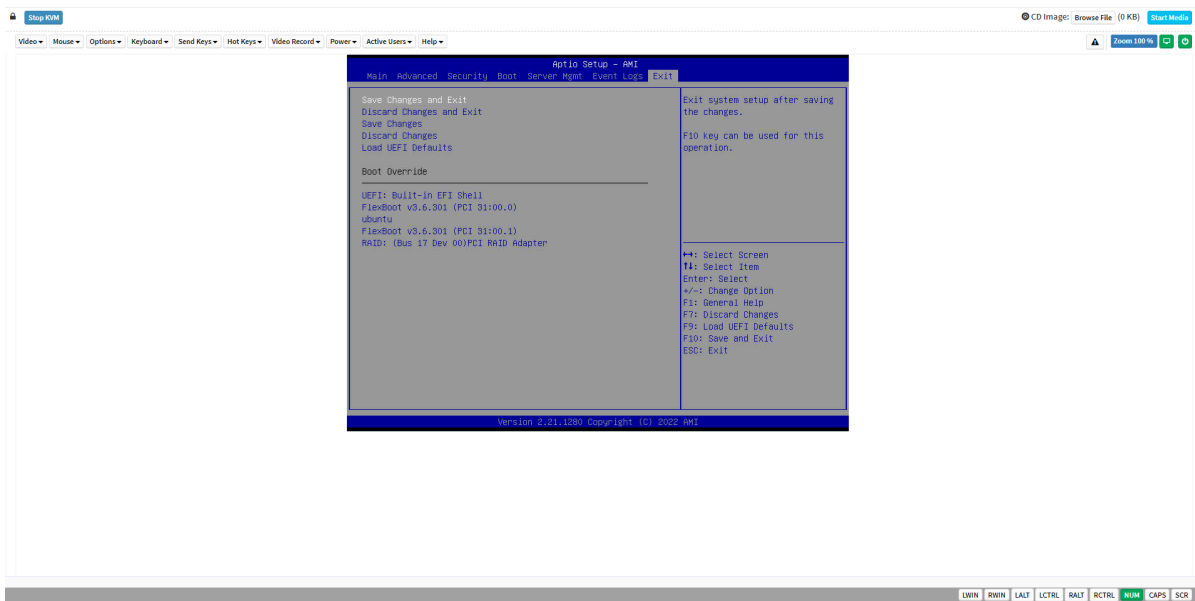 Stop KVM
CD Image: Browse File (0 KB) Start Media
Video Mouse Options Keyboard Send Keys Hot Keys Video Record Power Active Users Help
Zoom 100 %
Aptio Setup – AMI
Main Advanced Security Boot Server Mgmt Event Logs Exit
Save Changes and Exit
Discard Changes and Exit
Save Changes
Discard Changes
Load UEFI Defaults
Boot Override
UEFI: Built-in EFI Shell
FlexBoot v3.6.301 (PCI 31:00.0)
ubuntu
FlexBoot v3.6.301 (PCI 31:00.1)
RAID: (Bus 17 Dev 00)PCI RAID Adapter
Exit system setup after saving
the changes.
F10 key can be used for this
operation.
↔: Select Screen
↑↓: Select Item
Enter: Select
+/-: Change Option
F1: General Help
F7: Discard Changes
F9: Load UEFI Defaults
F10: Save and Exit
ESC: Exit
Version 2.21.1280 Copyright (C) 2022 AMI
LWIN RWIN LALT LCTRL RALT RCTRL NUM CAPS SCR